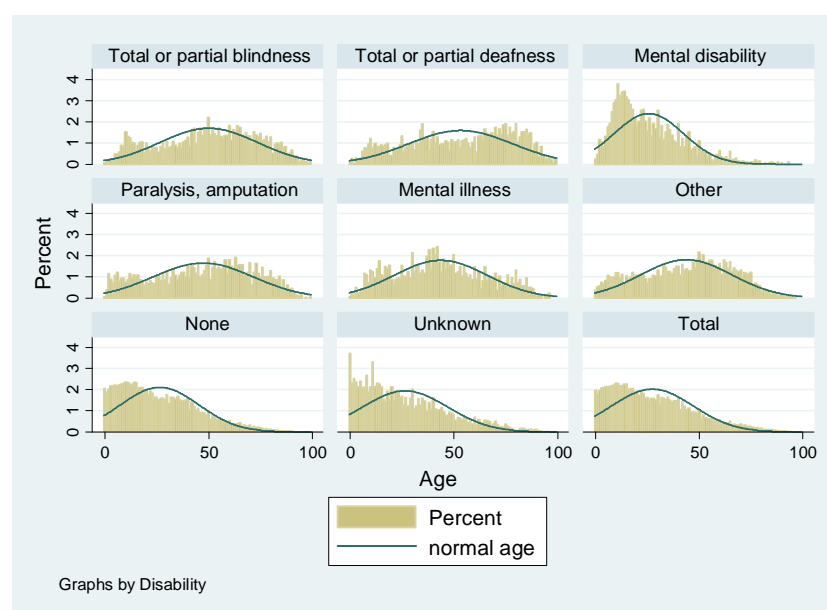 Total or partial blindness
Total or partial deafness
Mental disability
4
3
2
1
0
Paralysis, amputation
Mental illness
Other
4
3
2
1
0
None
Unknown
Total
4
3
2
1
0
0 50 100
0 50 100
0 50 100
Percent
Age
Percent
normal age
Graphs by Disability